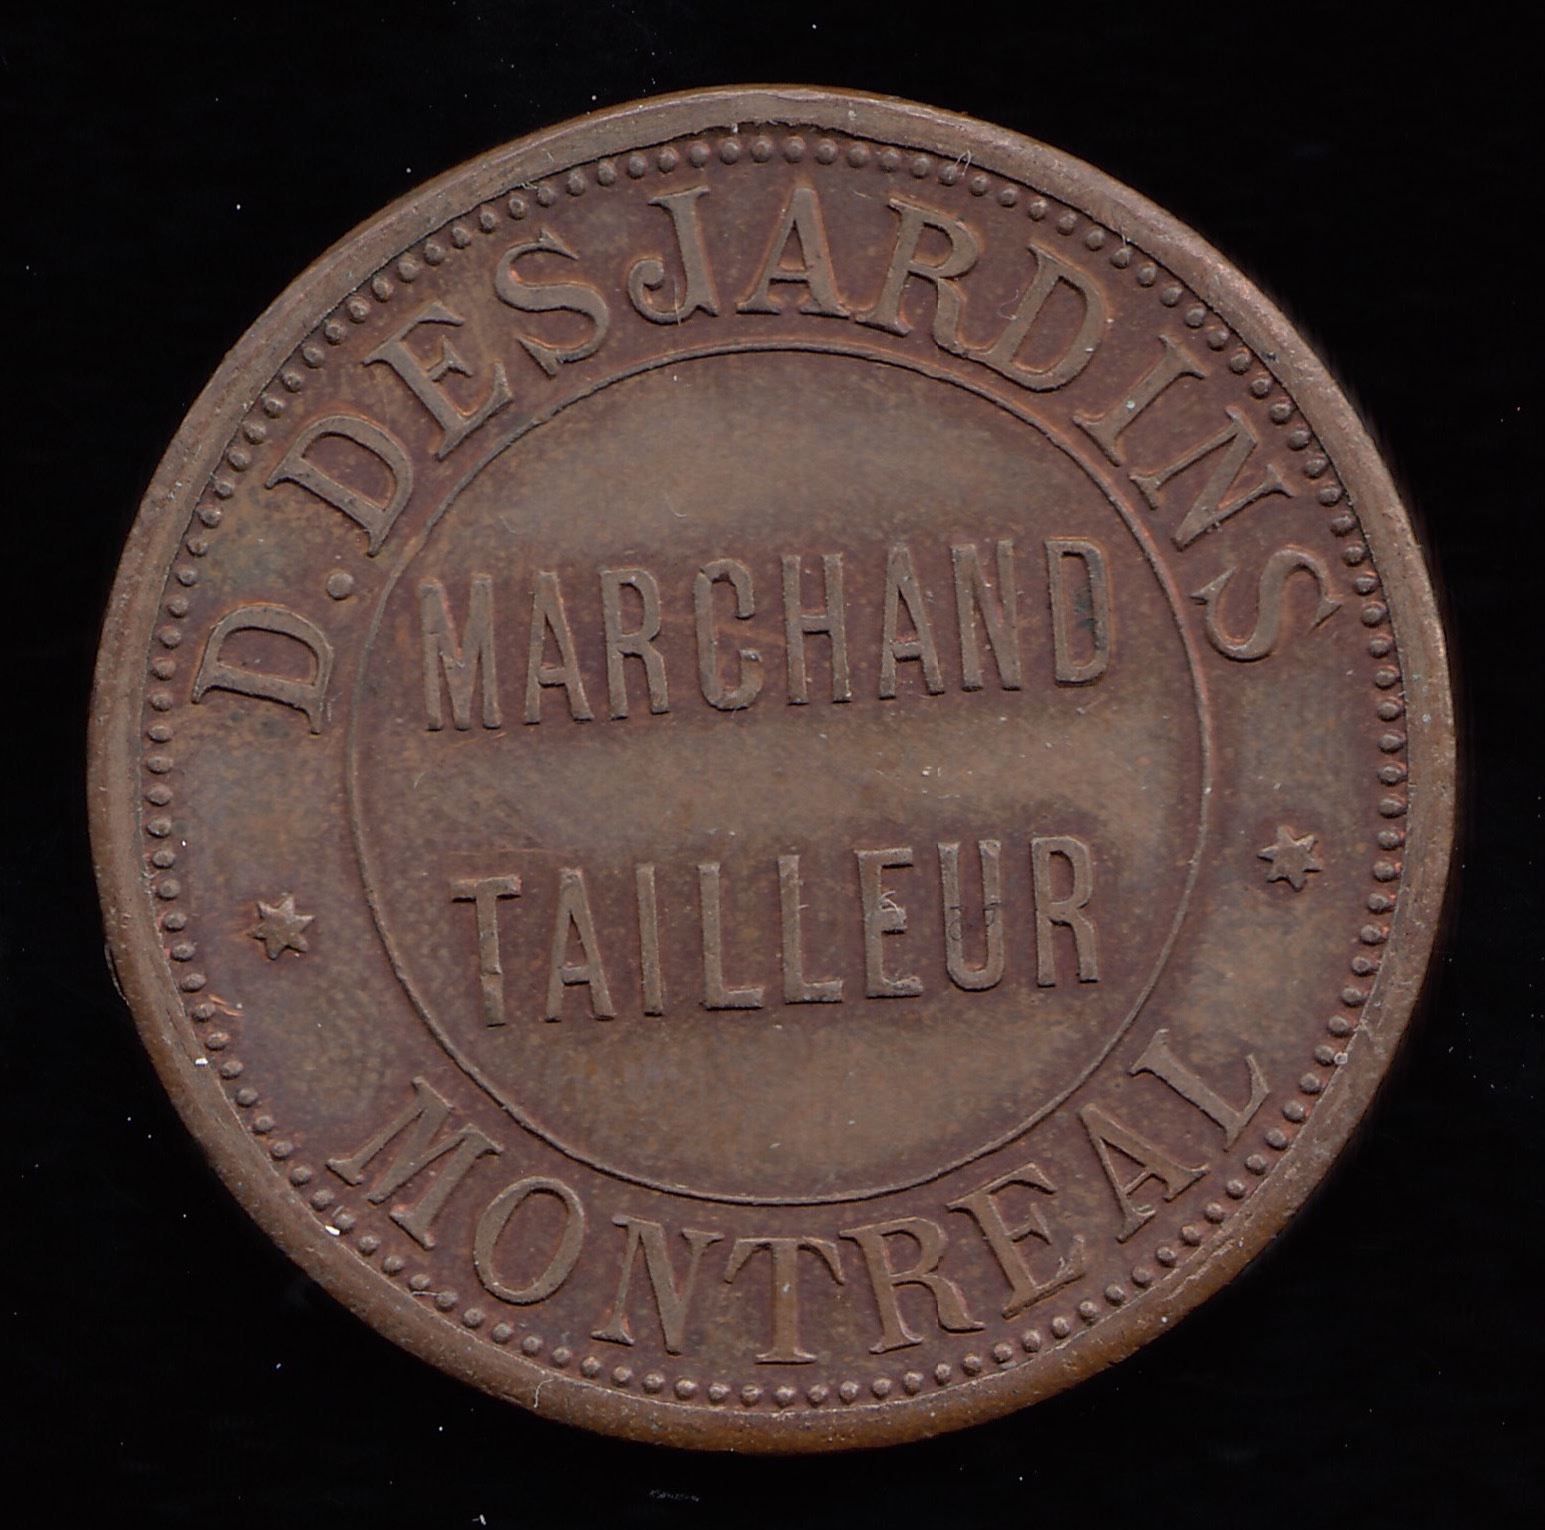 D. DESJARDINS
MARCHAND
TAILLEUR
MONTREAL